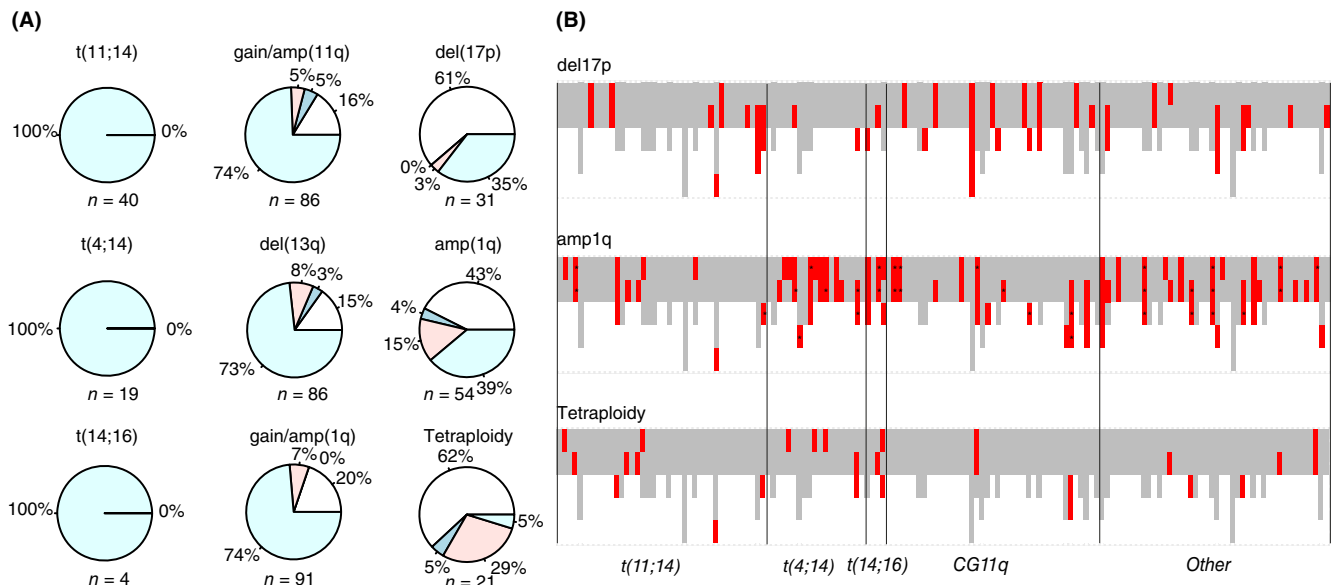 (A)
(B)
t(11;14)
gain/amp(11q)
del(17p)
100%
0%
n = 40
5%
5%
16%
74%
n = 86
61%
0%
3%
35%
n = 31
t(4;14)
del(13q)
amp(1q)
100%
0%
n = 19
8%
3%
15%
73%
n = 86
43%
4%
15%
39%
n = 54
t(14;16)
gain/amp(1q)
Tetraploidy
100%
0%
n = 4
7%
0%
20%
74%
n = 91
62%
5%
5%
29%
n = 21
del17p
amp1q
Tetraploidy
t(11;14)
t(4;14)
t(14;16)
CG11q
Other